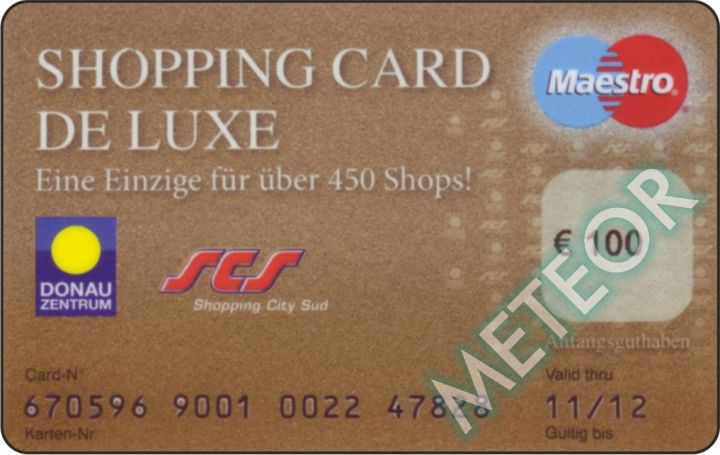 SHOPPING CARD
DE LUXE
Maestro®
Eine Einzige für über 450 Shops!
€ 100
DONAU
ZENTRUM
SCS
Shopping City Süd
Anfangsguthaben
Card-N°
Valid thru
670596 9001 0022 47828 11/12
Karten-Nr.
Gültig bis
METEOR